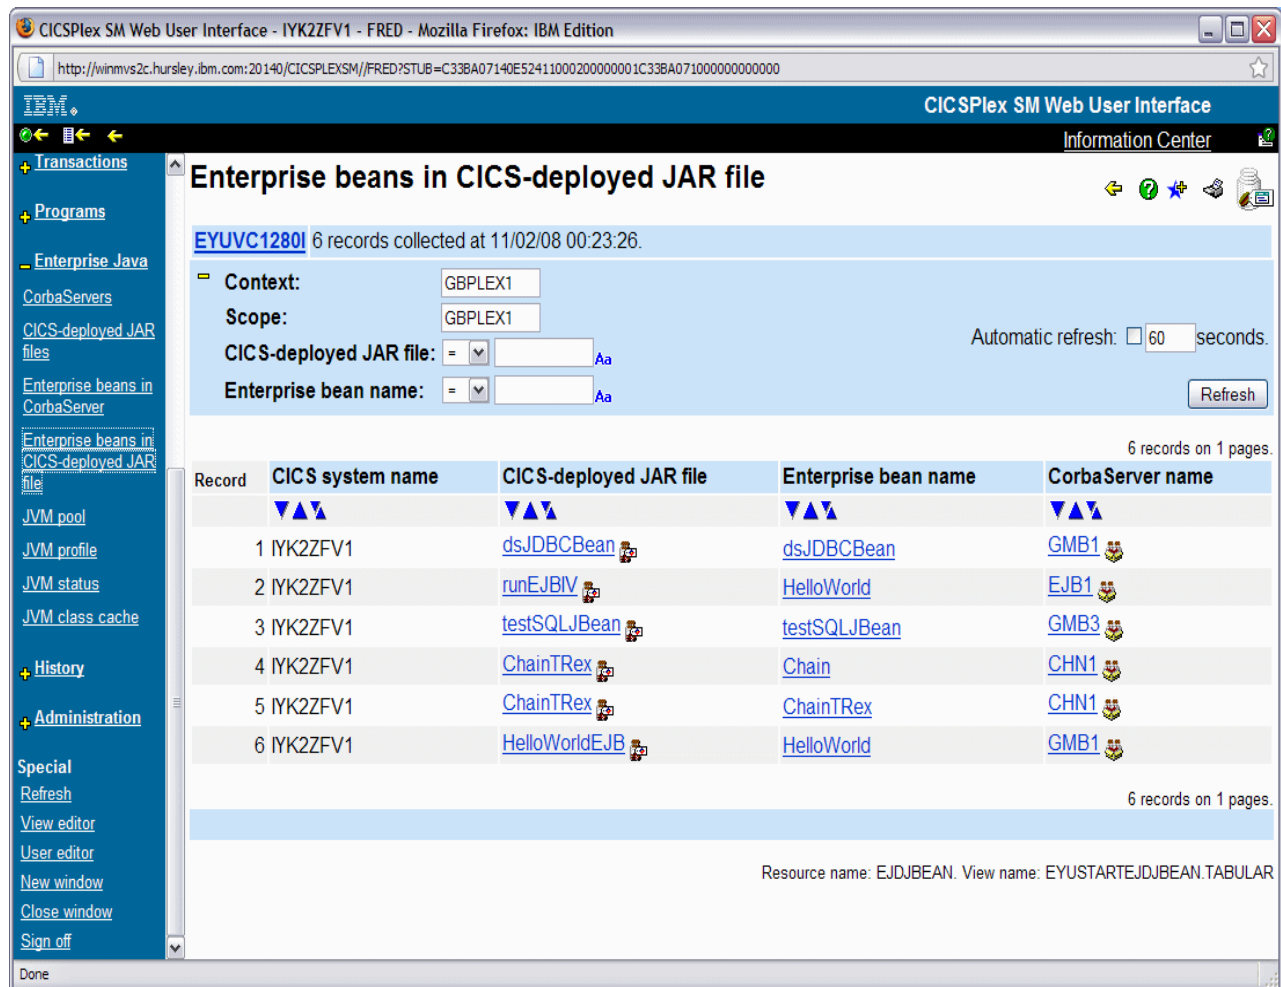 CICSPlex SM Web User Interface - IYK2ZFV1 - FRED - Mozilla Firefox: IBM Edition
http://winmvs2c.hursley.ibm.com:20140/CICSPLEXSM//FRED?STUB=C33BA07140E52411000200000001C33BA071000000000000
IBM.
CICSPlex SM Web User Interface
Information Center
Transactions
Programs
Enterprise Java
CorbaServers
CICS-deployed JAR
files
Enterprise beans in
CorbaServer
Enterprise beans in
CICS-deployed JAR
file
JVM pool
JVM profile
JVM status
JVM class cache
History
Administration
Special
Refresh
View editor
User editor
New window
Close window
Sign off
Enterprise beans in CICS-deployed JAR file
EYUVC1280I 6 records collected at 11/02/08 00:23:26.
Context: GBPLEX1
Scope: GBPLEX1
CICS-deployed JAR file: = Aa
Enterprise bean name: = Aa
Automatic refresh: 60 seconds.
Refresh
6 records on 1 pages.
Record CICS system name CICS-deployed JAR file Enterprise bean name CorbaServer name
1 IYK2ZFV1 dsJDBCBean dsJDBCBean GMB1
2 IYK2ZFV1 runEJBIV HelloWorld EJB1
3 IYK2ZFV1 testSQLJBean testSQLJBean GMB3
4 IYK2ZFV1 ChainTRex Chain CHN1
5 IYK2ZFV1 ChainTRex ChainTRex CHN1
6 IYK2ZFV1 HelloWorldEJB HelloWorld GMB1
6 records on 1 pages.
Resource name: EJDJBEAN. View name: EYUSTARTEJDJBEAN.TABULAR
Done